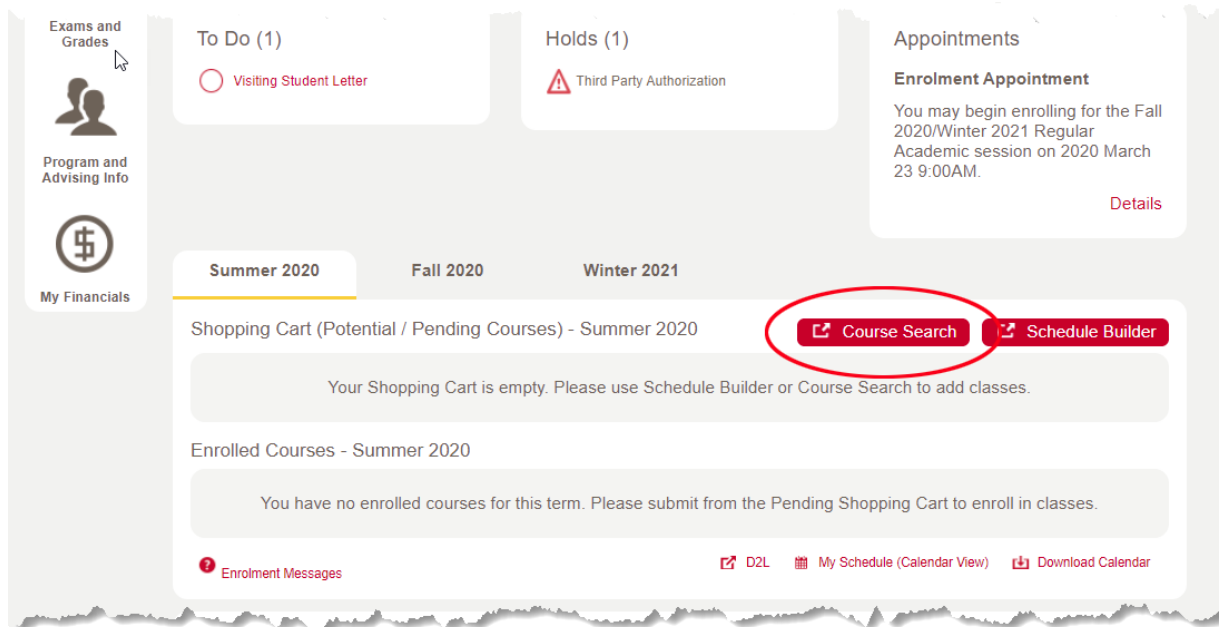 Exams and
Grades
Program and
Advising Info
My Financials
To Do (1)
Visiting Student Letter
Holds (1)
Third Party Authorization
Appointments
Enrolment Appointment
You may begin enrolling for the Fall
2020/Winter 2021 Regular
Academic session on 2020 March
23 9:00AM.
Details
Summer 2020 Fall 2020 Winter 2021
Shopping Cart (Potential / Pending Courses) - Summer 2020 Course Search Schedule Builder
Your Shopping Cart is empty. Please use Schedule Builder or Course Search to add classes.
Enrolled Courses - Summer 2020
You have no enrolled courses for this term. Please submit from the Pending Shopping Cart to enroll in classes.
Enrolment Messages D2L My Schedule (Calendar View) Download Calendar